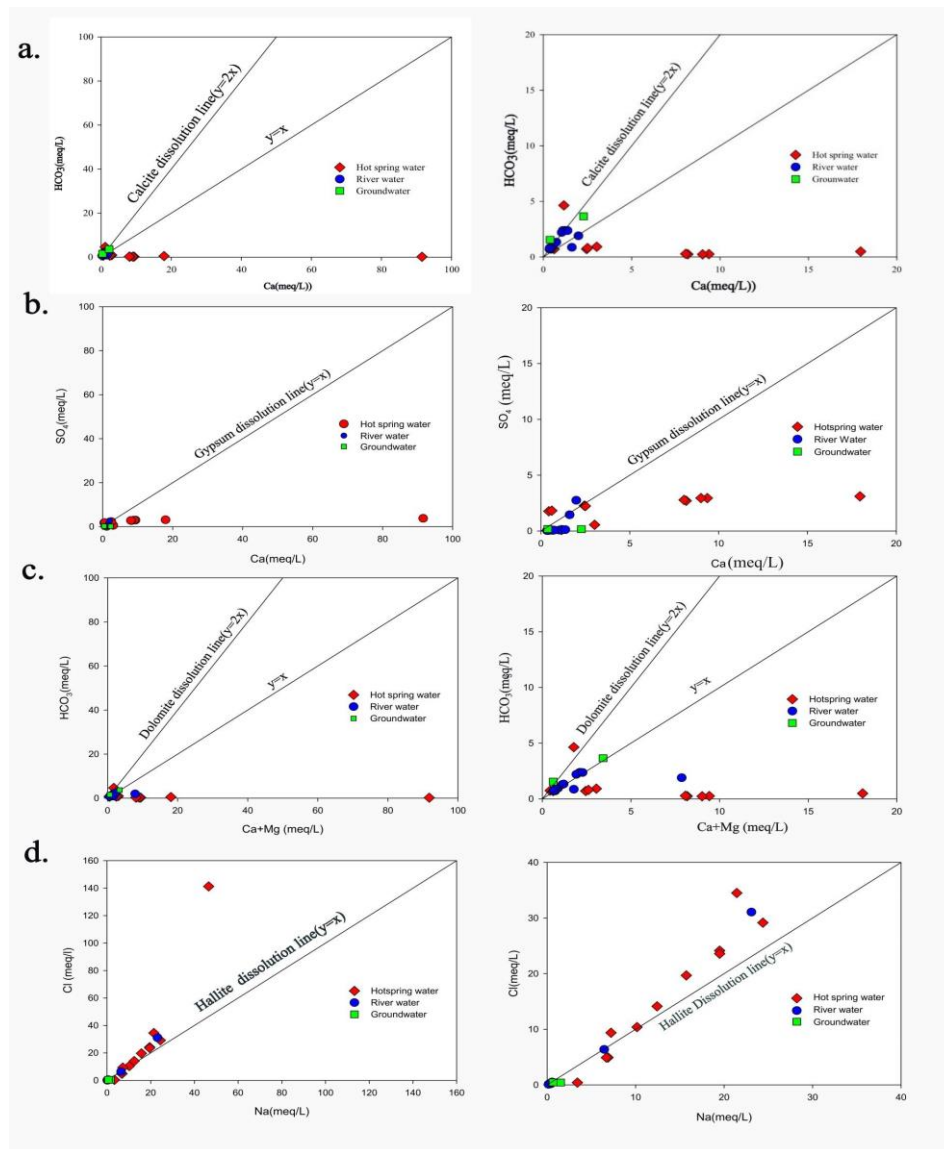 a.
100
80
60
40
20
0
HCO3(meq/L)
Calcite dissolution line(y=2x)
y=x
Hot spring water
River water
Groundwater
0 20 40 60 80 100
Ca(meq/L))
20
15
10
5
0
HCO3(meq/L)
Calcite dissolution line(y=2x)
Hot spring water
River water
Grounwater
0 5 10 15 20
Ca(meq/L))
b.
100
80
60
40
20
0
SO4(meq/L)
Gypsum dissolution line(y=x)
Hot spring water
River water
Groundwater
0 20 40 60 80 100
Ca(meq/L)
20
15
10
5
0
SO4 (meq/L)
Gypsum dissolution line(y=x)
Hotspring water
River Water
Groundwater
0 5 10 15 20
Ca (meq/L)
c.
100
80
60
40
20
0
HCO3(meq/L)
Dolomite dissolution line(y=2x)
y=x
Hot spring water
River water
Groundwater
0 20 40 60 80 100
Ca+Mg (meq/L)
20
15
10
5
0
HCO3(meq/L)
Dolomite dissolution line(y=2x)
y=x
Hotspring water
River water
Groundwater
0 5 10 15 20
Ca+Mg (meq/L)
d.
160
140
120
100
80
60
40
20
0
Cl (meq/l)
Hallite dissolution line(y=x)
Hotspring water
River water
Groundwater
0 20 40 60 80 100 120 140 160
Na(meq/L)
40
30
20
10
0
Cl(meq/L)
Hallite Dissolution line(y=x)
Hot spring water
River water
Groundwater
0 10 20 30 40
Na(meq/L)